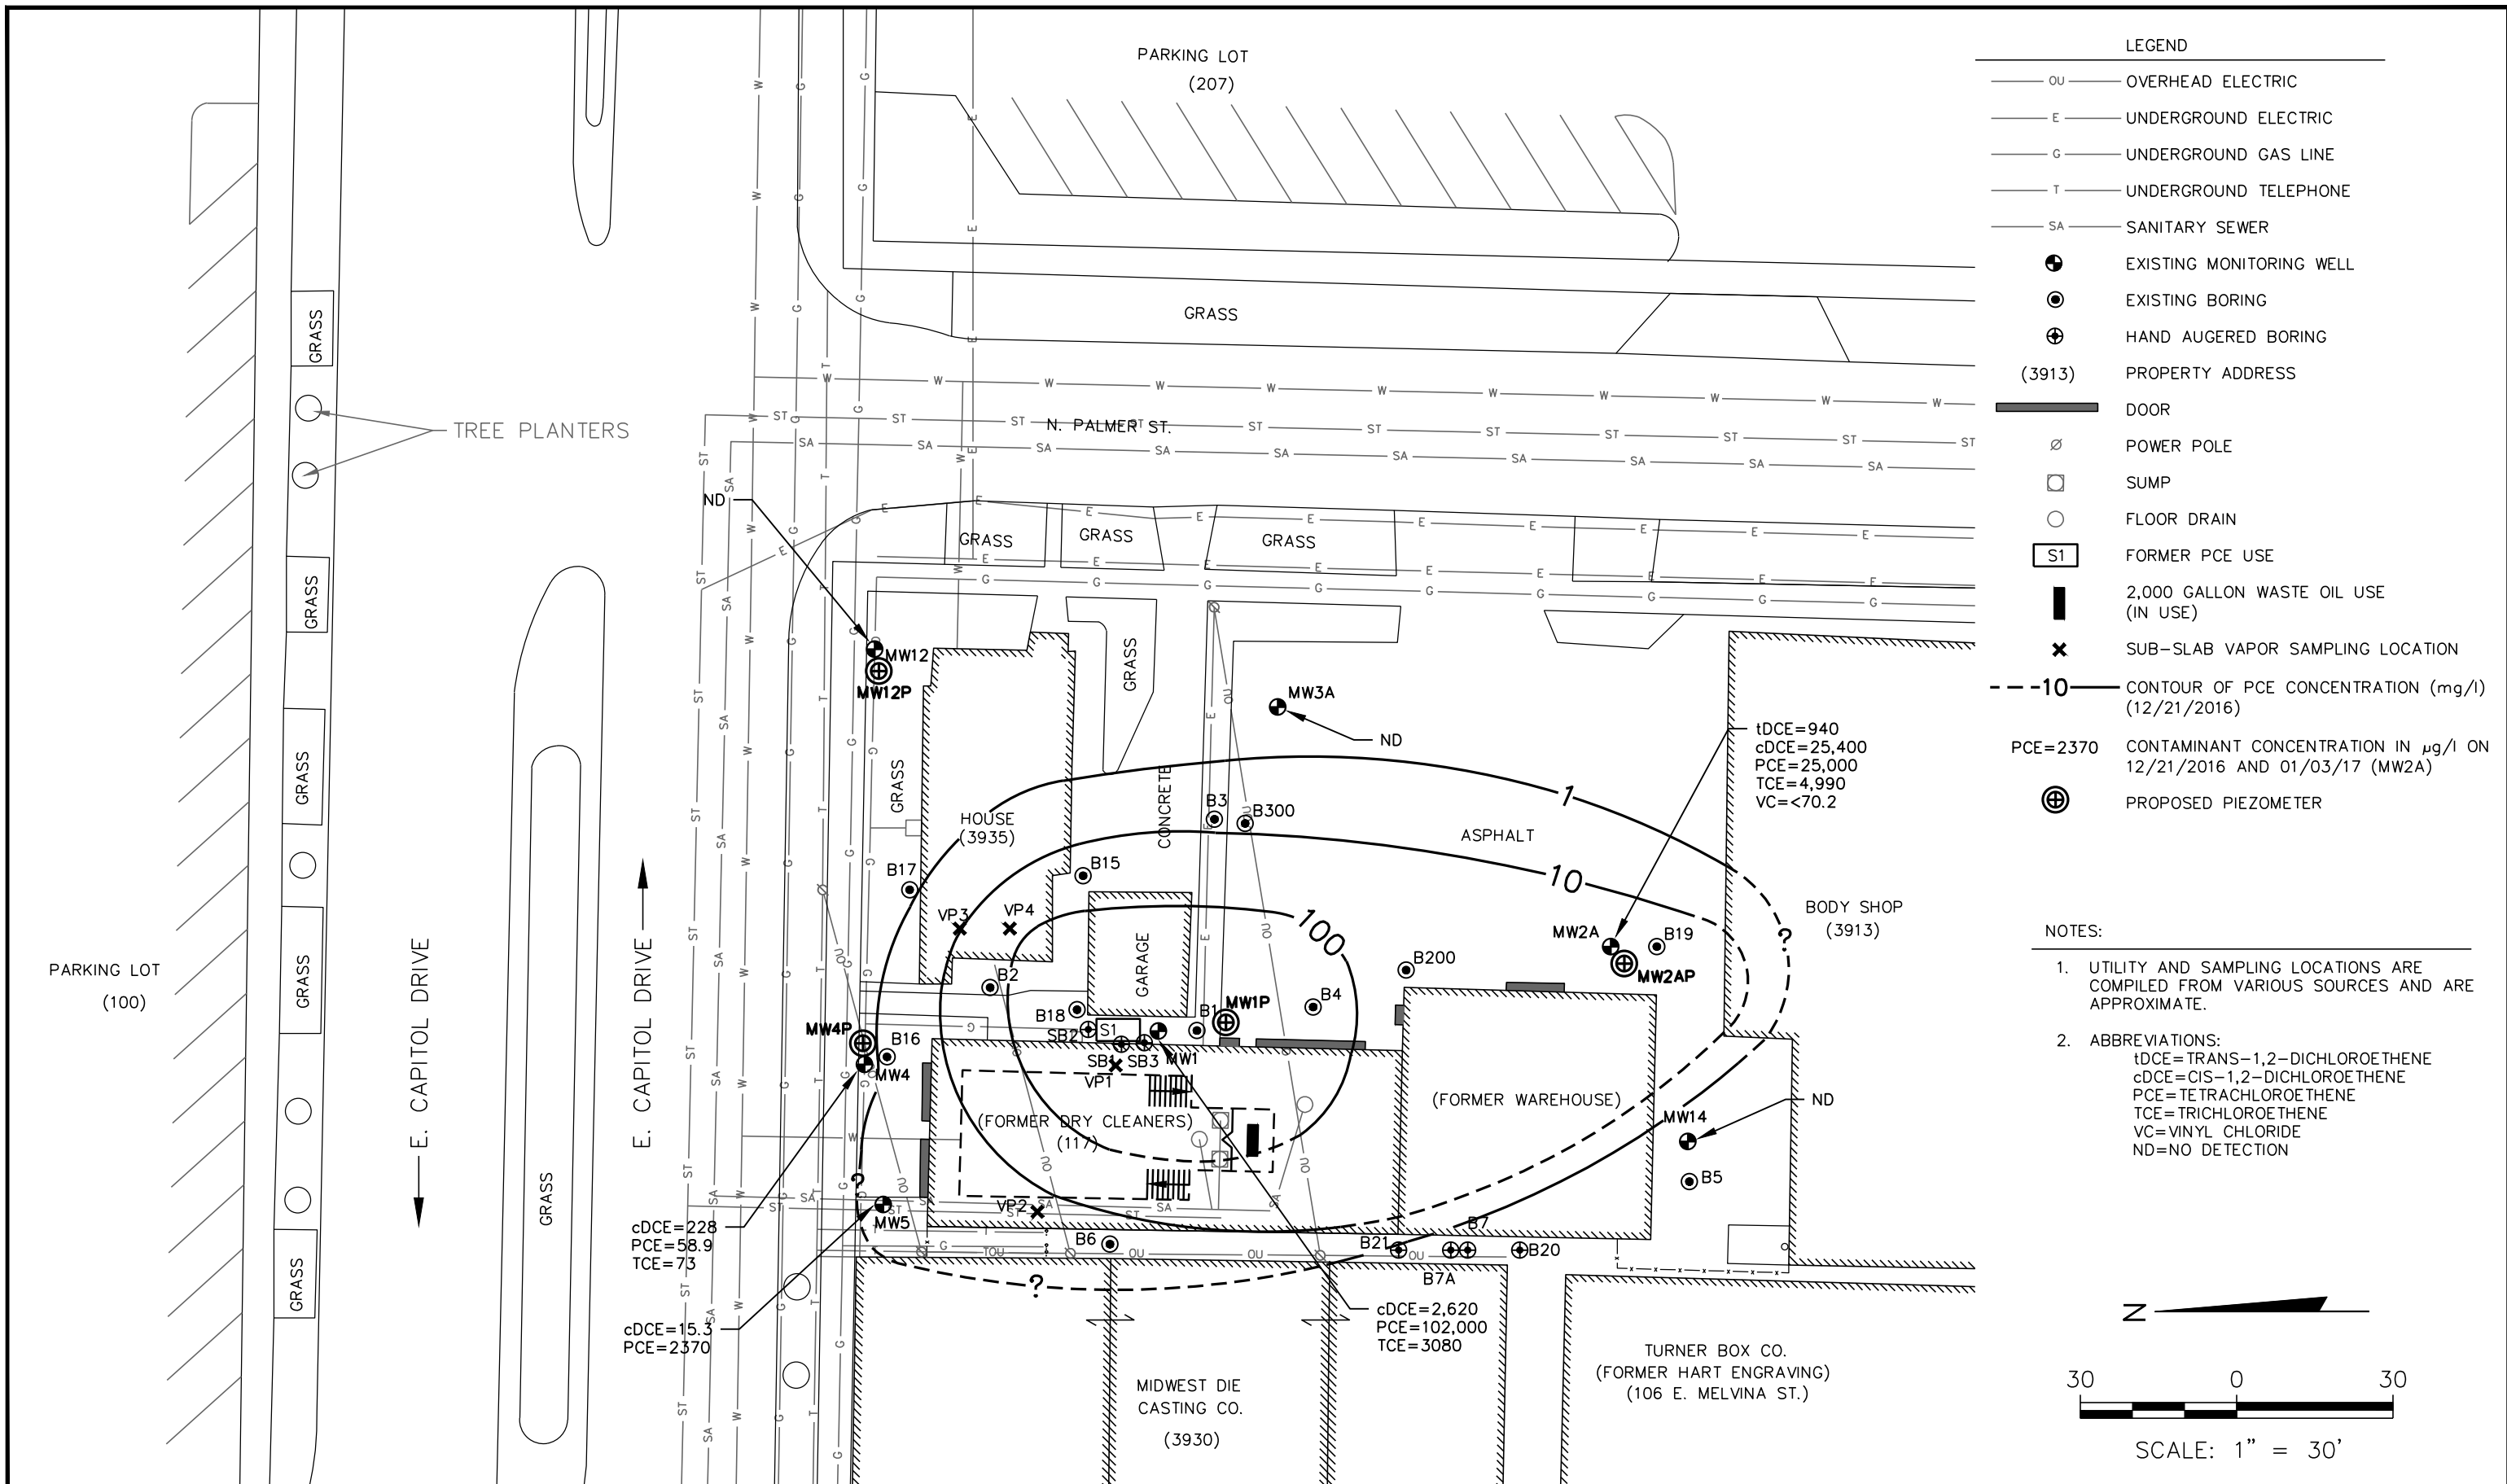 PARKING LOT
(207)
GRASS
N. PALMER ST.
TREE PLANTERS
ND
GRASS
GRASS
GRASS
GRASS
GRASS
GRASS
GRASS
GRASS
GRASS
GRASS
GRASS
GRASS
PARKING LOT
(100)
E. CAPITOL DRIVE
E. CAPITOL DRIVE
MW12
MW12P
MW3A
ND
HOUSE
(3935)
CONCRETE
B3
B300
1
ASPHALT
10
100
tDCE=940
cDCE=25,400
PCE=25,000
TCE=4,990
VC=<70.2
B17
B15
VP3
VP4
GARAGE
B2
B18
SB2
S1
SB1
SB3
MW1
B1
MW1P
B4
B200
MW2A
B19
MW2AP
BODY SHOP
(3913)
?
MW4P
B16
MW4
VP1
(FORMER DRY CLEANERS)
(117)
(FORMER WAREHOUSE)
MW14
ND
B5
?
MW5
VP2
B6
B21
B7
B7A
B20
?
cDCE=228
PCE=58.9
TCE=73
cDCE=15.3
PCE=2370
cDCE=2,620
PCE=102,000
TCE=3080
MIDWEST DIE
CASTING CO.
(3930)
TURNER BOX CO.
(FORMER HART ENGRAVING)
(106 E. MELVINA ST.)
LEGEND
OU OVERHEAD ELECTRIC
E UNDERGROUND ELECTRIC
G UNDERGROUND GAS LINE
T UNDERGROUND TELEPHONE
SA SANITARY SEWER
EXISTING MONITORING WELL
EXISTING BORING
HAND AUGERED BORING
(3913) PROPERTY ADDRESS
DOOR
POWER POLE
SUMP
FLOOR DRAIN
S1 FORMER PCE USE
2,000 GALLON WASTE OIL USE
(IN USE)
SUB-SLAB VAPOR SAMPLING LOCATION
10 CONTOUR OF PCE CONCENTRATION (mg/l)
(12/21/2016)
PCE=2370 CONTAMINANT CONCENTRATION IN µg/l ON
12/21/2016 AND 01/03/17 (MW2A)
PROPOSED PIEZOMETER
NOTES:
1. UTILITY AND SAMPLING LOCATIONS ARE
COMPILED FROM VARIOUS SOURCES AND ARE
APPROXIMATE.
2. ABBREVIATIONS:
tDCE=TRANS-1,2-DICHLOROETHENE
cDCE=CIS-1,2-DICHLOROETHENE
PCE=TETRACHLOROETHENE
TCE=TRICHLOROETHENE
VC=VINYL CHLORIDE
ND=NO DETECTION
N
30 0 30
SCALE: 1" = 30'